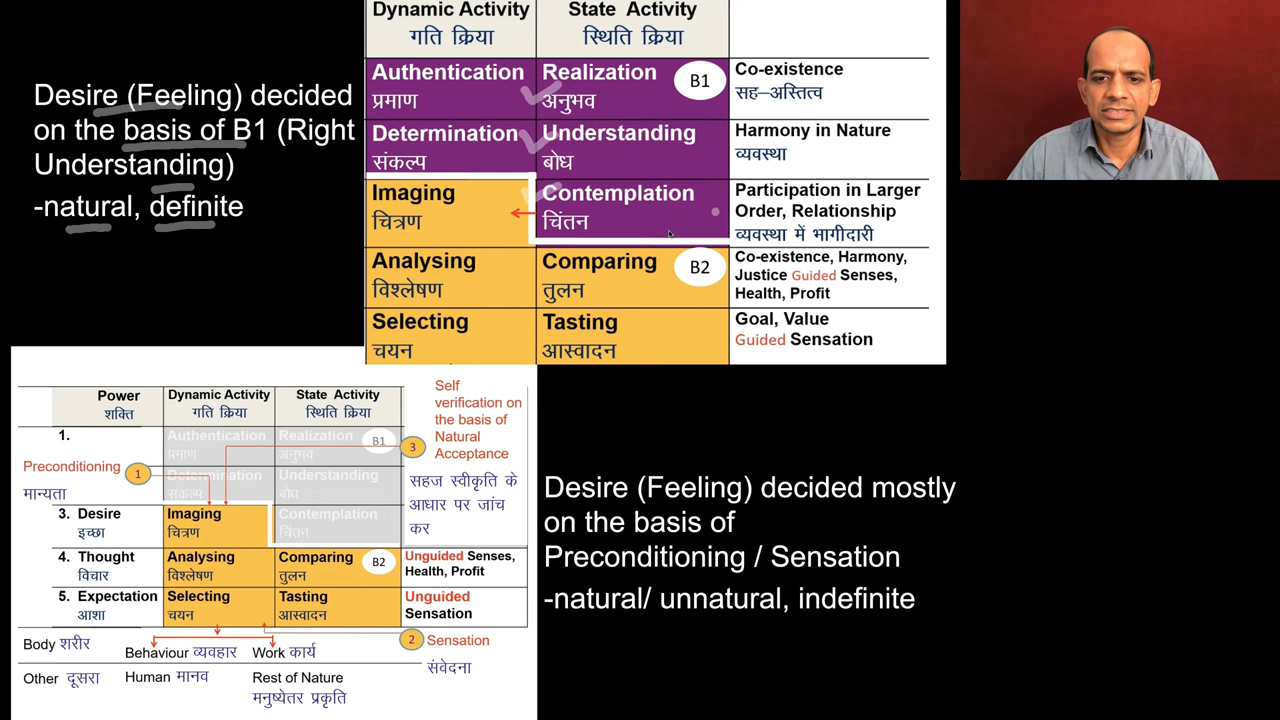 Dynamic Activity State Activity
गति क्रिया स्थिति क्रिया
Authentication Realization B1 Co-existence
प्रमाण अनुभव सह–अस्तित्व
Determination Understanding Harmony in Nature
संकल्प बोध व्यवस्था
Imaging Contemplation Participation in Larger
चित्रण चिंतन Order, Relationship
व्यवस्था में भागीदारी
Analysing Comparing B2 Co-existence, Harmony,
विश्लेषण तुलन Justice Guided Senses,
Health, Profit
Selecting Tasting Goal, Value
चयन आस्वादन Guided Sensation
Desire (Feeling) decided
on the basis of B1 (Right
Understanding)
-natural, definite
Power Dynamic Activity State Activity
शक्ति गति क्रिया स्थिति क्रिया
1. Authentication Realization B1
प्रमाण अनुभव
Determination Understanding
संकल्प बोध
Preconditioning 1
मान्यता
3. Desire Imaging Contemplation
इच्छा चित्रण चिंतन
4. Thought Analysing Comparing B2 Unguided Senses,
विचार विश्लेषण तुलन Health, Profit
5. Expectation Selecting Tasting Unguided
आशा चयन आस्वादन Sensation
3 Self
verification on
the basis of
Natural
Acceptance
सहज स्वीकृति के
आधार पर जांच
कर
Body शरीर Behaviour व्यवहार Work कार्य 2 Sensation
संवेदना
Other दूसरा Human मानव Rest of Nature
मनुष्येतर प्रकृति
Desire (Feeling) decided mostly
on the basis of
Preconditioning / Sensation
-natural/ unnatural, indefinite